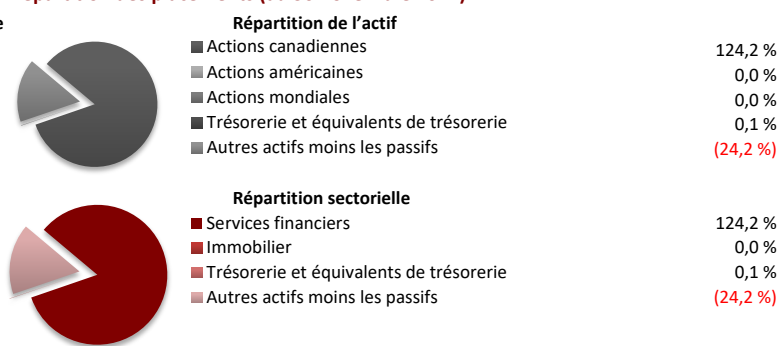 Répartition de l'actif
Actions canadiennes 124,2 %
Actions américaines 0,0 %
Actions mondiales 0,0 %
Trésorerie et équivalents de trésorerie 0,1 %
Autres actifs moins les passifs (24,2 %)
Répartition sectorielle
Services financiers 124,2 %
Immobilier 0,0 %
Trésorerie et équivalents de trésorerie 0,1 %
Autres actifs moins les passifs (24,2 %)